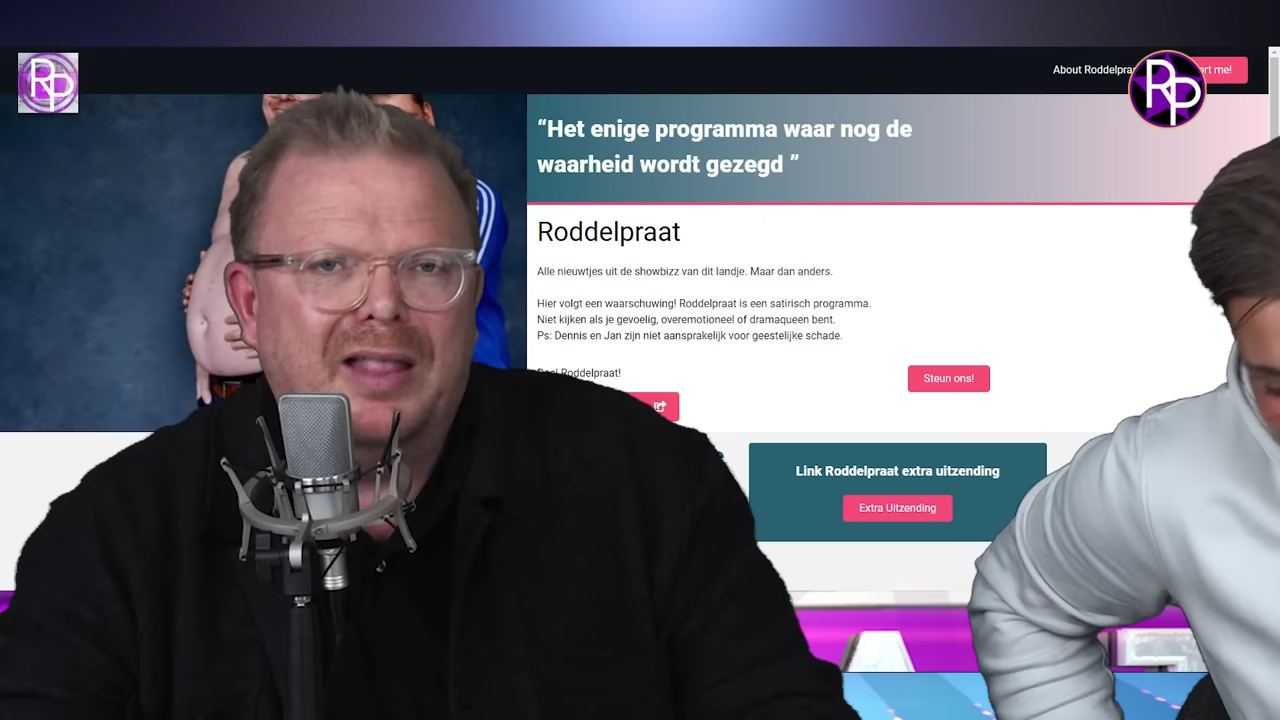 RP
About Roddelpra
rt me!
RP
“Het enige programma waar nog de
waarheid wordt gezegd ”
Roddelpraat
Alle nieuwtjes uit de showbizz van dit landje. Maar dan anders.
Hier volgt een waarschuwing! Roddelpraat is een satirisch programma.
Niet kijken als je gevoelig, overemotioneel of dramaqueen bent.
Ps: Dennis en Jan zijn niet aansprakelijk voor geestelijke schade.
Roddelpraat!
Steun ons!
Link Roddelpraat extra uitzending
Extra Uitzending